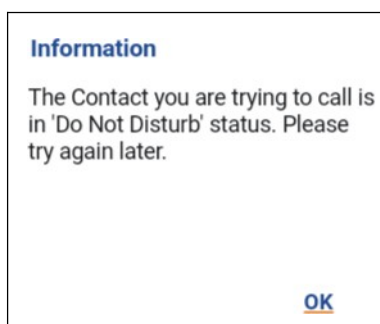 Information
The Contact you are trying to call is
in 'Do Not Disturb' status. Please
try again later.
OK